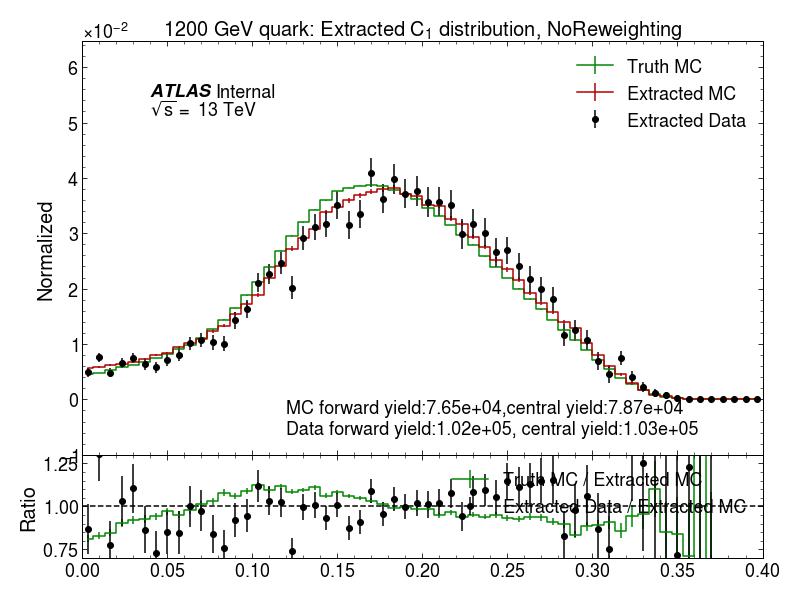 ×10−2
1200 GeV quark: Extracted C1 distribution, NoReweighting
ATLAS Internal
√s = 13 TeV
Truth MC
Extracted MC
Extracted Data
Normalized
6
5
4
3
2
1
0
MC forward yield:7.65e+04,central yield:7.87e+04
Data forward yield:1.02e+05, central yield:1.03e+05
Ratio
1.25
1.00
0.75
Truth MC / Extracted MC
Extracted Data / Extracted MC
0.00 0.05 0.10 0.15 0.20 0.25 0.30 0.35 0.40